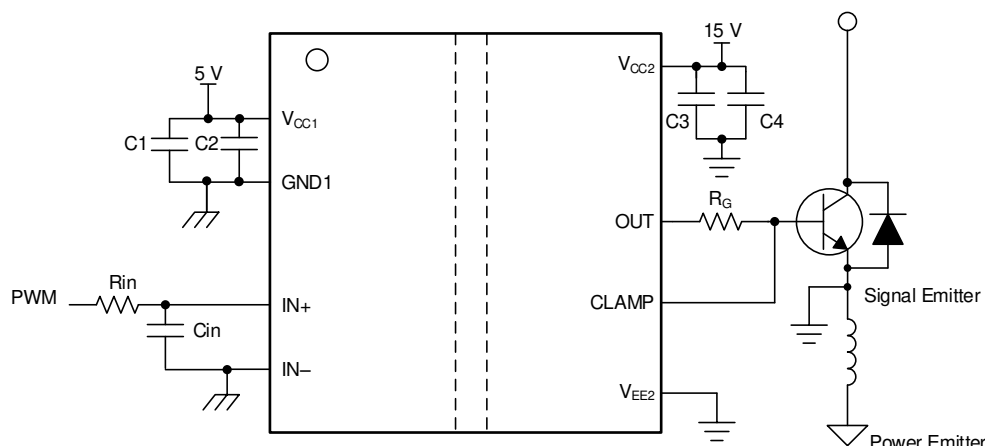 15 V
5 V
VCC2
VCC1
C1
C2
C3
C4
GND1
RG
OUT
PWM
Rin
IN+
CLAMP
Signal Emitter
Cin
IN–
VEE2
Power Emitter